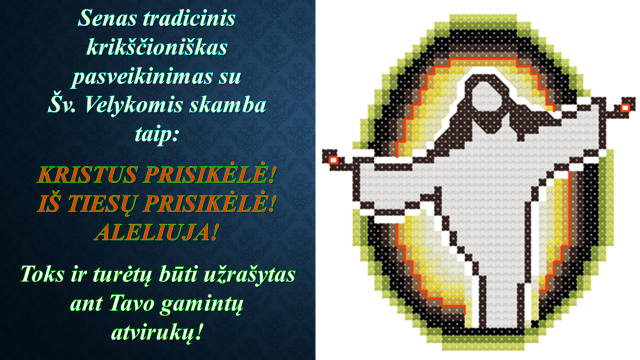 Senas tradicinis
krikščioniškas
pasveikinimas su
Šv. Velykomis skamba
taip:
KRISTUS PRISIKĖLĖ!
IŠ TIESŲ PRISIKĖLĖ!
ALELIUJA!
Toks ir turėtų būti užrašytas
ant Tavo gamintų
atvirukų!